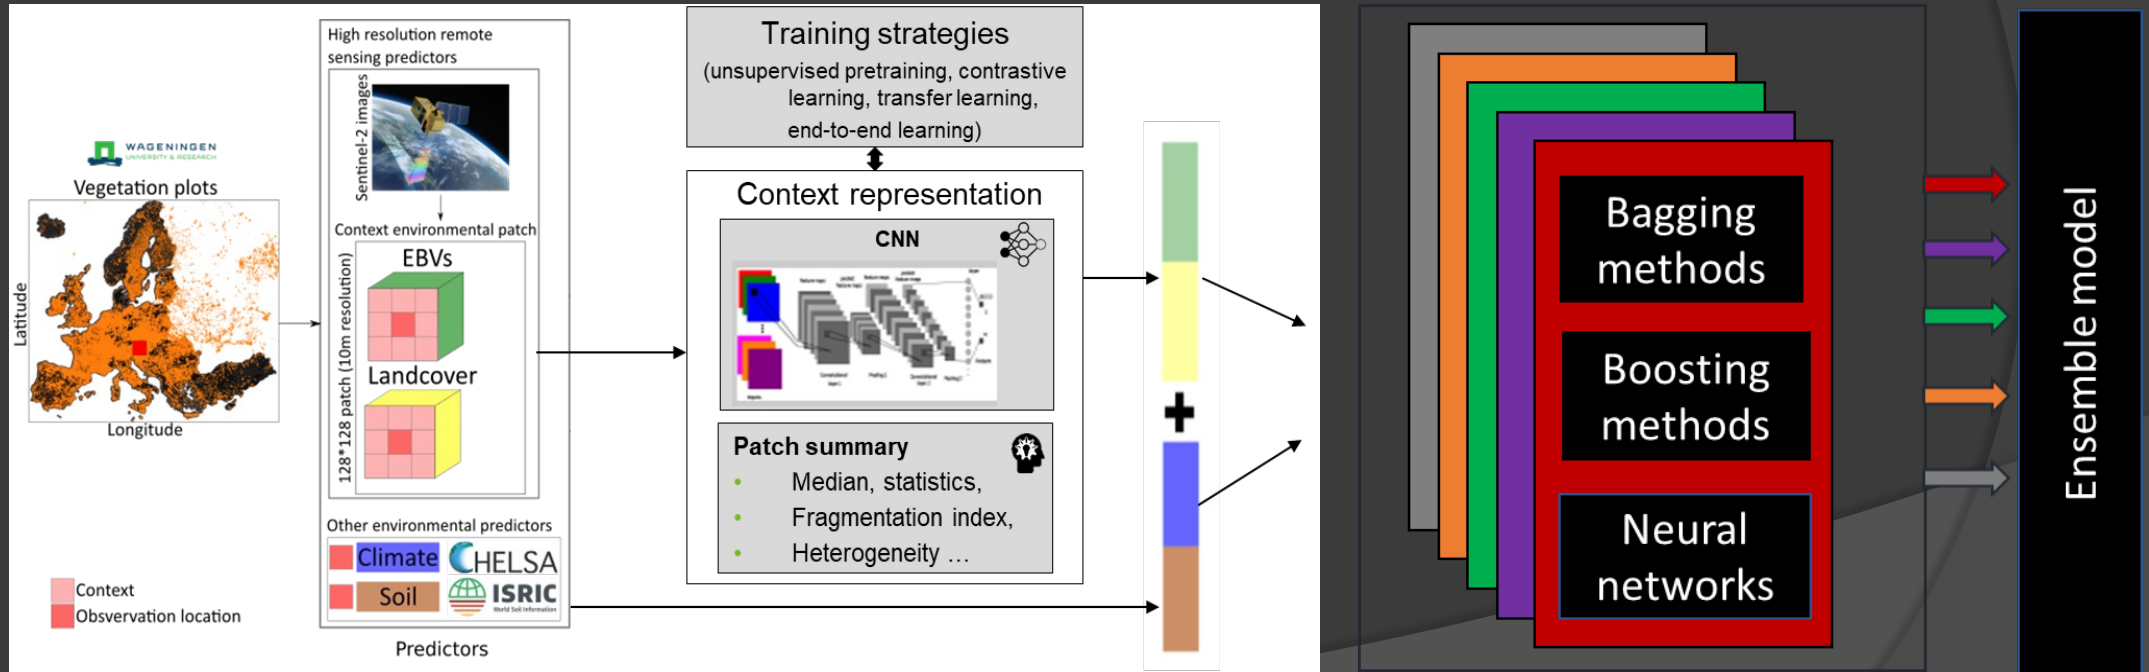 WAGENINGEN
UNIVERSITY & RESEARCH
Vegetation plots
Latitude
Longitude
Context
Obsvervation location
High resolution remote
sensing predictors
Sentinel-2 images
Context environmental patch
128*128 patch (10m resolution)
EBVs
Landcover
Other environmental predictors
Climate
CHELSA
Soil
ISRIC
World Soil Information
Predictors
Training strategies
(unsupervised pretraining, contrastive
learning, transfer learning,
end-to-end learning)
Context representation
CNN
Patch summary
• Median, statistics,
• Fragmentation index,
• Heterogeneity ...
+
Bagging
methods
Boosting
methods
Neural
networks
Ensemble model